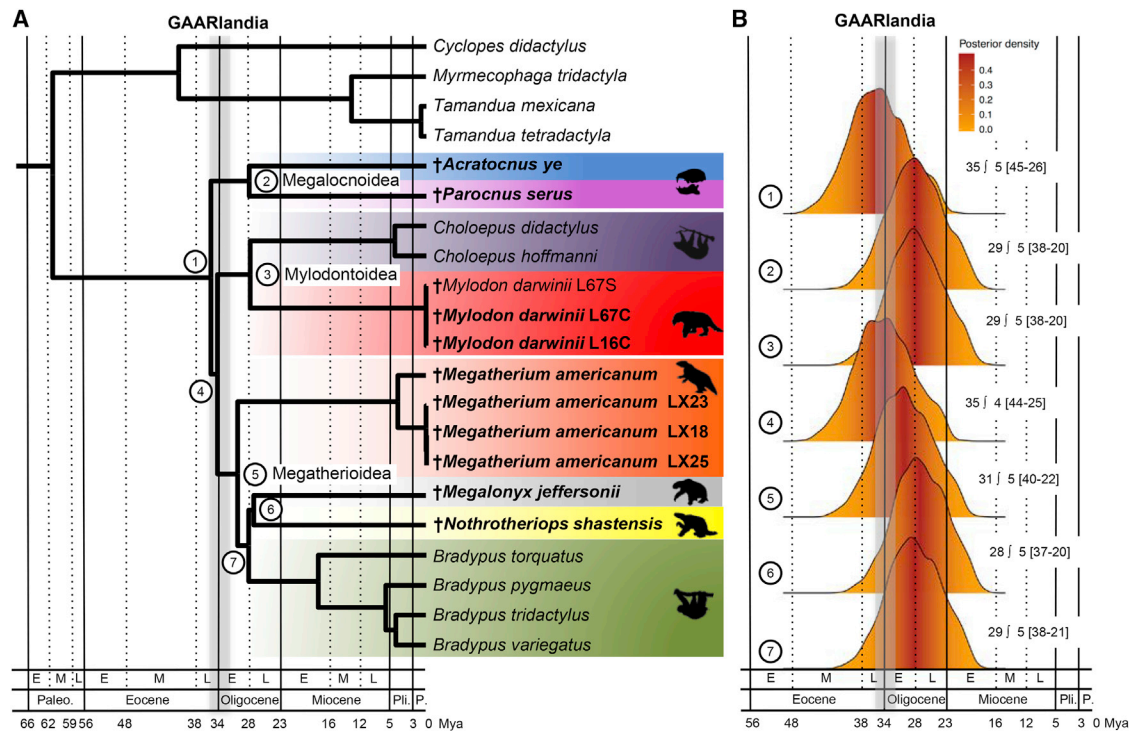 A
GAARlandia
Cyclopes didactylus
Myrmecophaga tridactyla
Tamandua mexicana
Tamandua tetradactyla
†Acratocnus ye
② Megalocnoidea
†Parocnus serus
①
Choloepus didactylus
Choloepus hoffmanni
③ Mylodontoidea
†Mylodon darwinii L67S
†Mylodon darwinii L67C
†Mylodon darwinii L16C
④
†Megatherium americanum
†Megatherium americanum LX23
†Megatherium americanum LX18
†Megatherium americanum LX25
⑤ Megatherioidea
†Megalonyx jeffersonii
⑥
†Nothrotheriops shastensis
⑦
Bradypus torquatus
Bradypus pygmaeus
Bradypus tridactylus
Bradypus variegatus
E M L E M L E L E M L
Paleo. Eocene Oligocene Miocene Pli. P.
66 62 59 56 48 38 34 28 23 16 12 5 3 0 Mya
B
GAARlandia
Posterior density
0.4
0.3
0.2
0.1
0.0
① 35 ∫ 5 [45-26]
② 29 ∫ 5 [38-20]
③ 29 ∫ 5 [38-20]
④ 35 ∫ 4 [44-25]
⑤ 31 ∫ 5 [40-22]
⑥ 28 ∫ 5 [37-20]
⑦ 29 ∫ 5 [38-21]
E M L E L E M L
Eocene Oligocene Miocene Pli. P.
56 48 38 34 28 23 16 12 5 3 0 Mya